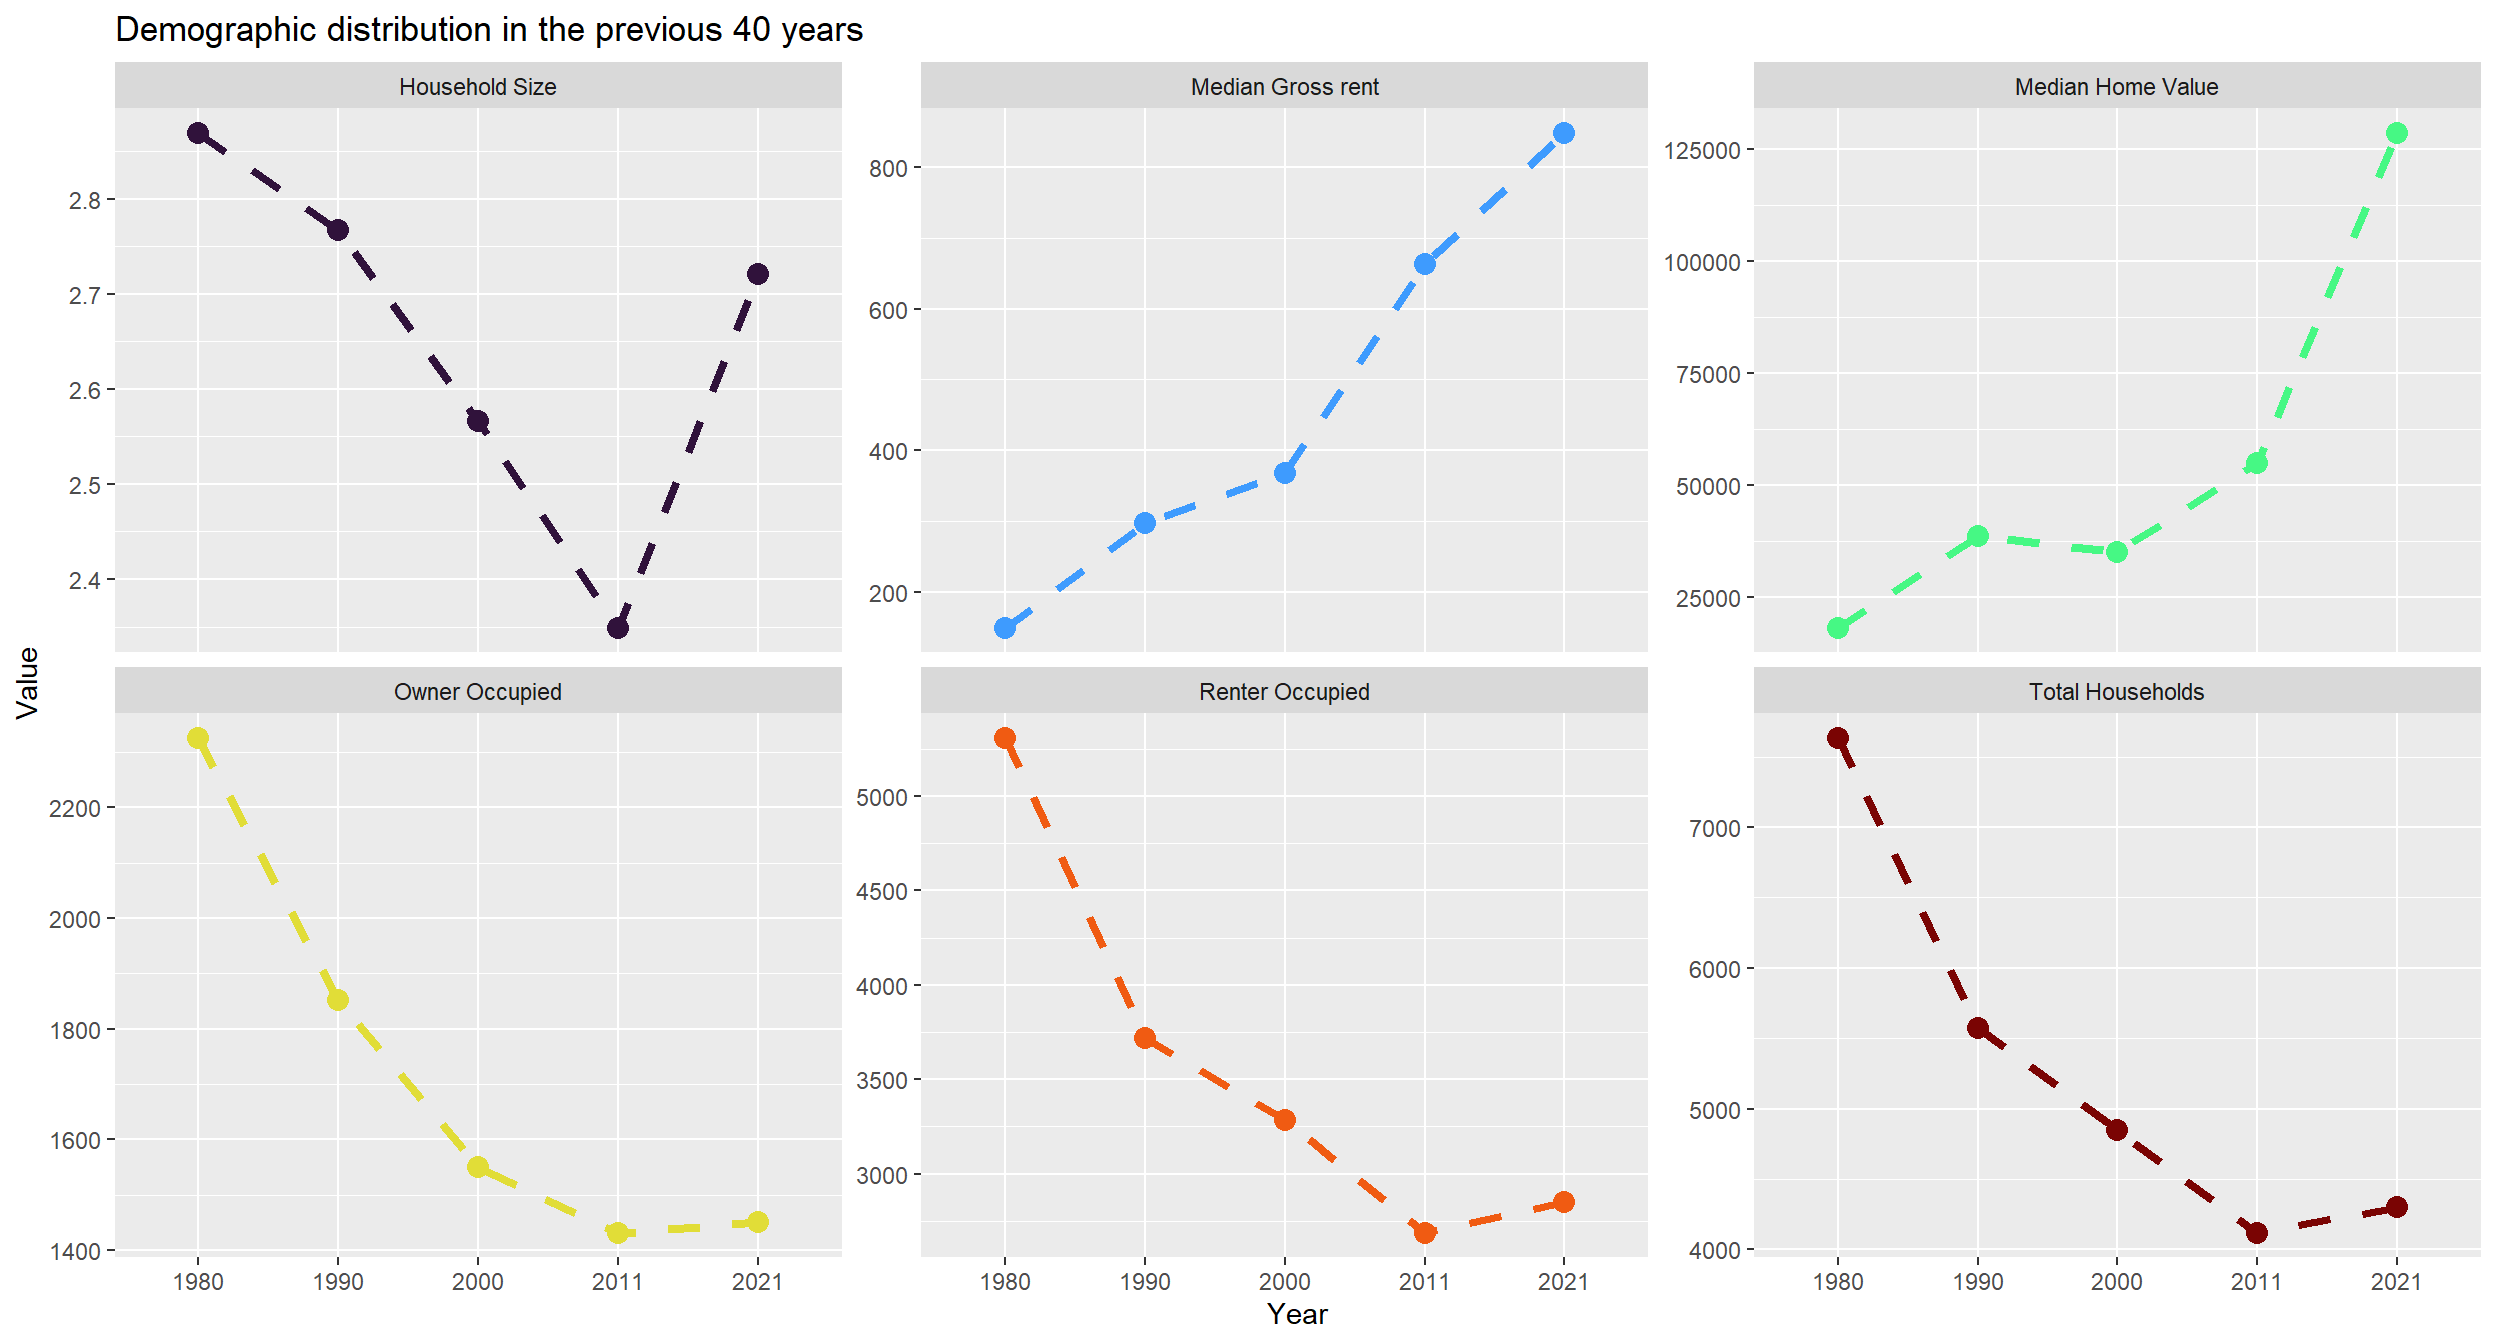 Demographic distribution in the previous 40 years
Household Size
Median Gross rent
Median Home Value
2.8
2.7
2.6
2.5
2.4
800
600
400
200
125000
100000
75000
50000
25000
Value
Owner Occupied
Renter Occupied
Total Households
2200
2000
1800
1600
1400
5000
4500
4000
3500
3000
7000
6000
5000
4000
1980 1990 2000 2011 2021
1980 1990 2000 2011 2021
1980 1990 2000 2011 2021
Year